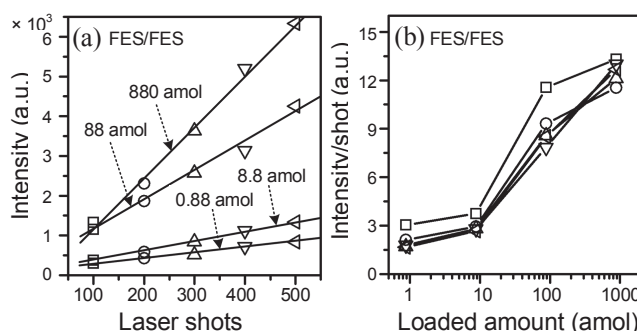 × 10³
(a) FES/FES
6
5
4
3
2
1
0
Intensity (a.u.)
880 amol
88 amol
8.8 amol
0.88 amol
100 200 300 400 500
Laser shots
(b) FES/FES
15
12
9
6
3
0
Intensity/shot (a.u.)
1 10 100 1000
Loaded amount (amol)